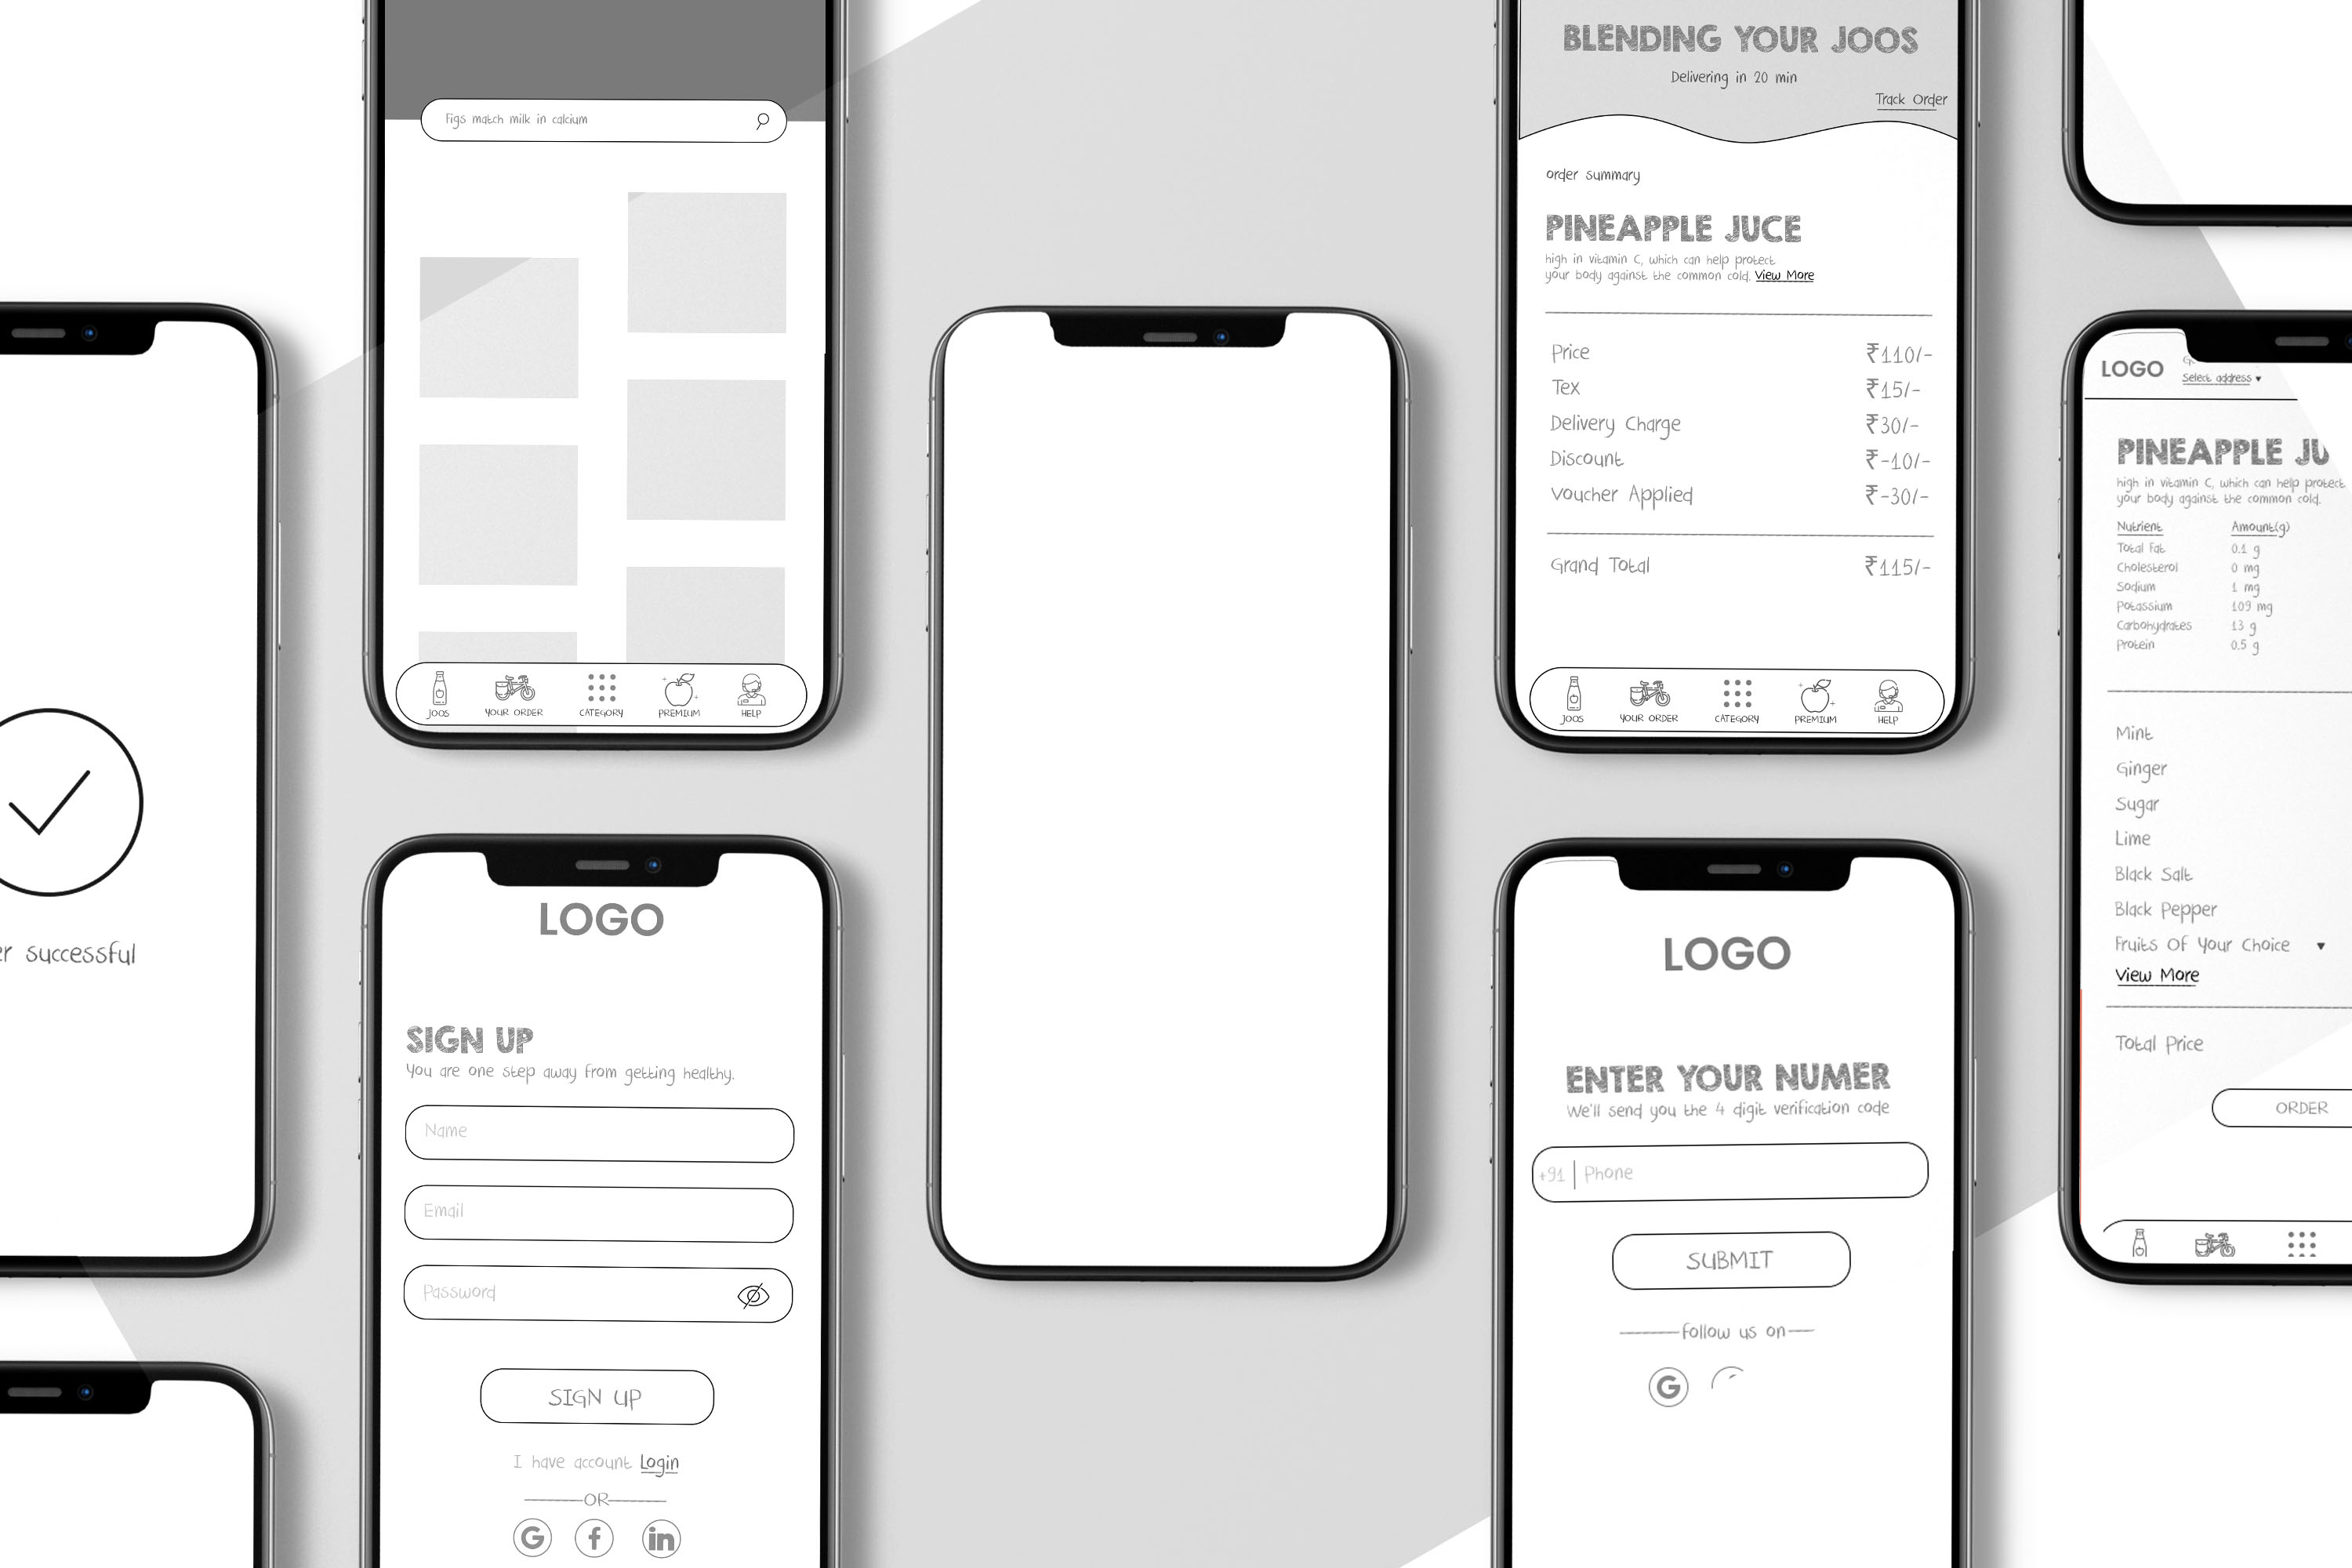 Figs match milk in calcium
JOOS YOUR ORDER CATEGORY PREMIUM HELP
BLENDING YOUR JOOS
Delivering in 20 min
Track Order
order summary
PINEAPPLE JUCE
high in vitamin C, which can help protect
your body against the common cold. View More
Price ₹110/-
Tex ₹15/-
Delivery Charge ₹30/-
Discount ₹-10/-
Voucher Applied ₹-30/-
Grand Total ₹115/-
JOOS YOUR ORDER CATEGORY PREMIUM HELP
successful
LOGO
SIGN UP
You are one step away from getting healthy.
Name
Email
Password
SIGN UP
I have account Login
OR
G f in
LOGO
ENTER YOUR NUMER
We'll send you the 4 digit verification code
+91 | Phone
SUBMIT
follow us on
G
LOGO
Select address
PINEAPPLE JU
high in vitamin C, which can help protect
your body against the common cold.
Nutrient Amount(g)
Total Fat 0.1 g
Cholesterol 0 mg
Sodium 1 mg
Potassium 109 mg
Carbohydrates 13 g
Protein 0.5 g
Mint
Ginger
Sugar
Lime
Black Salt
Black Pepper
Fruits Of Your Choice
View More
Total Price
ORDER